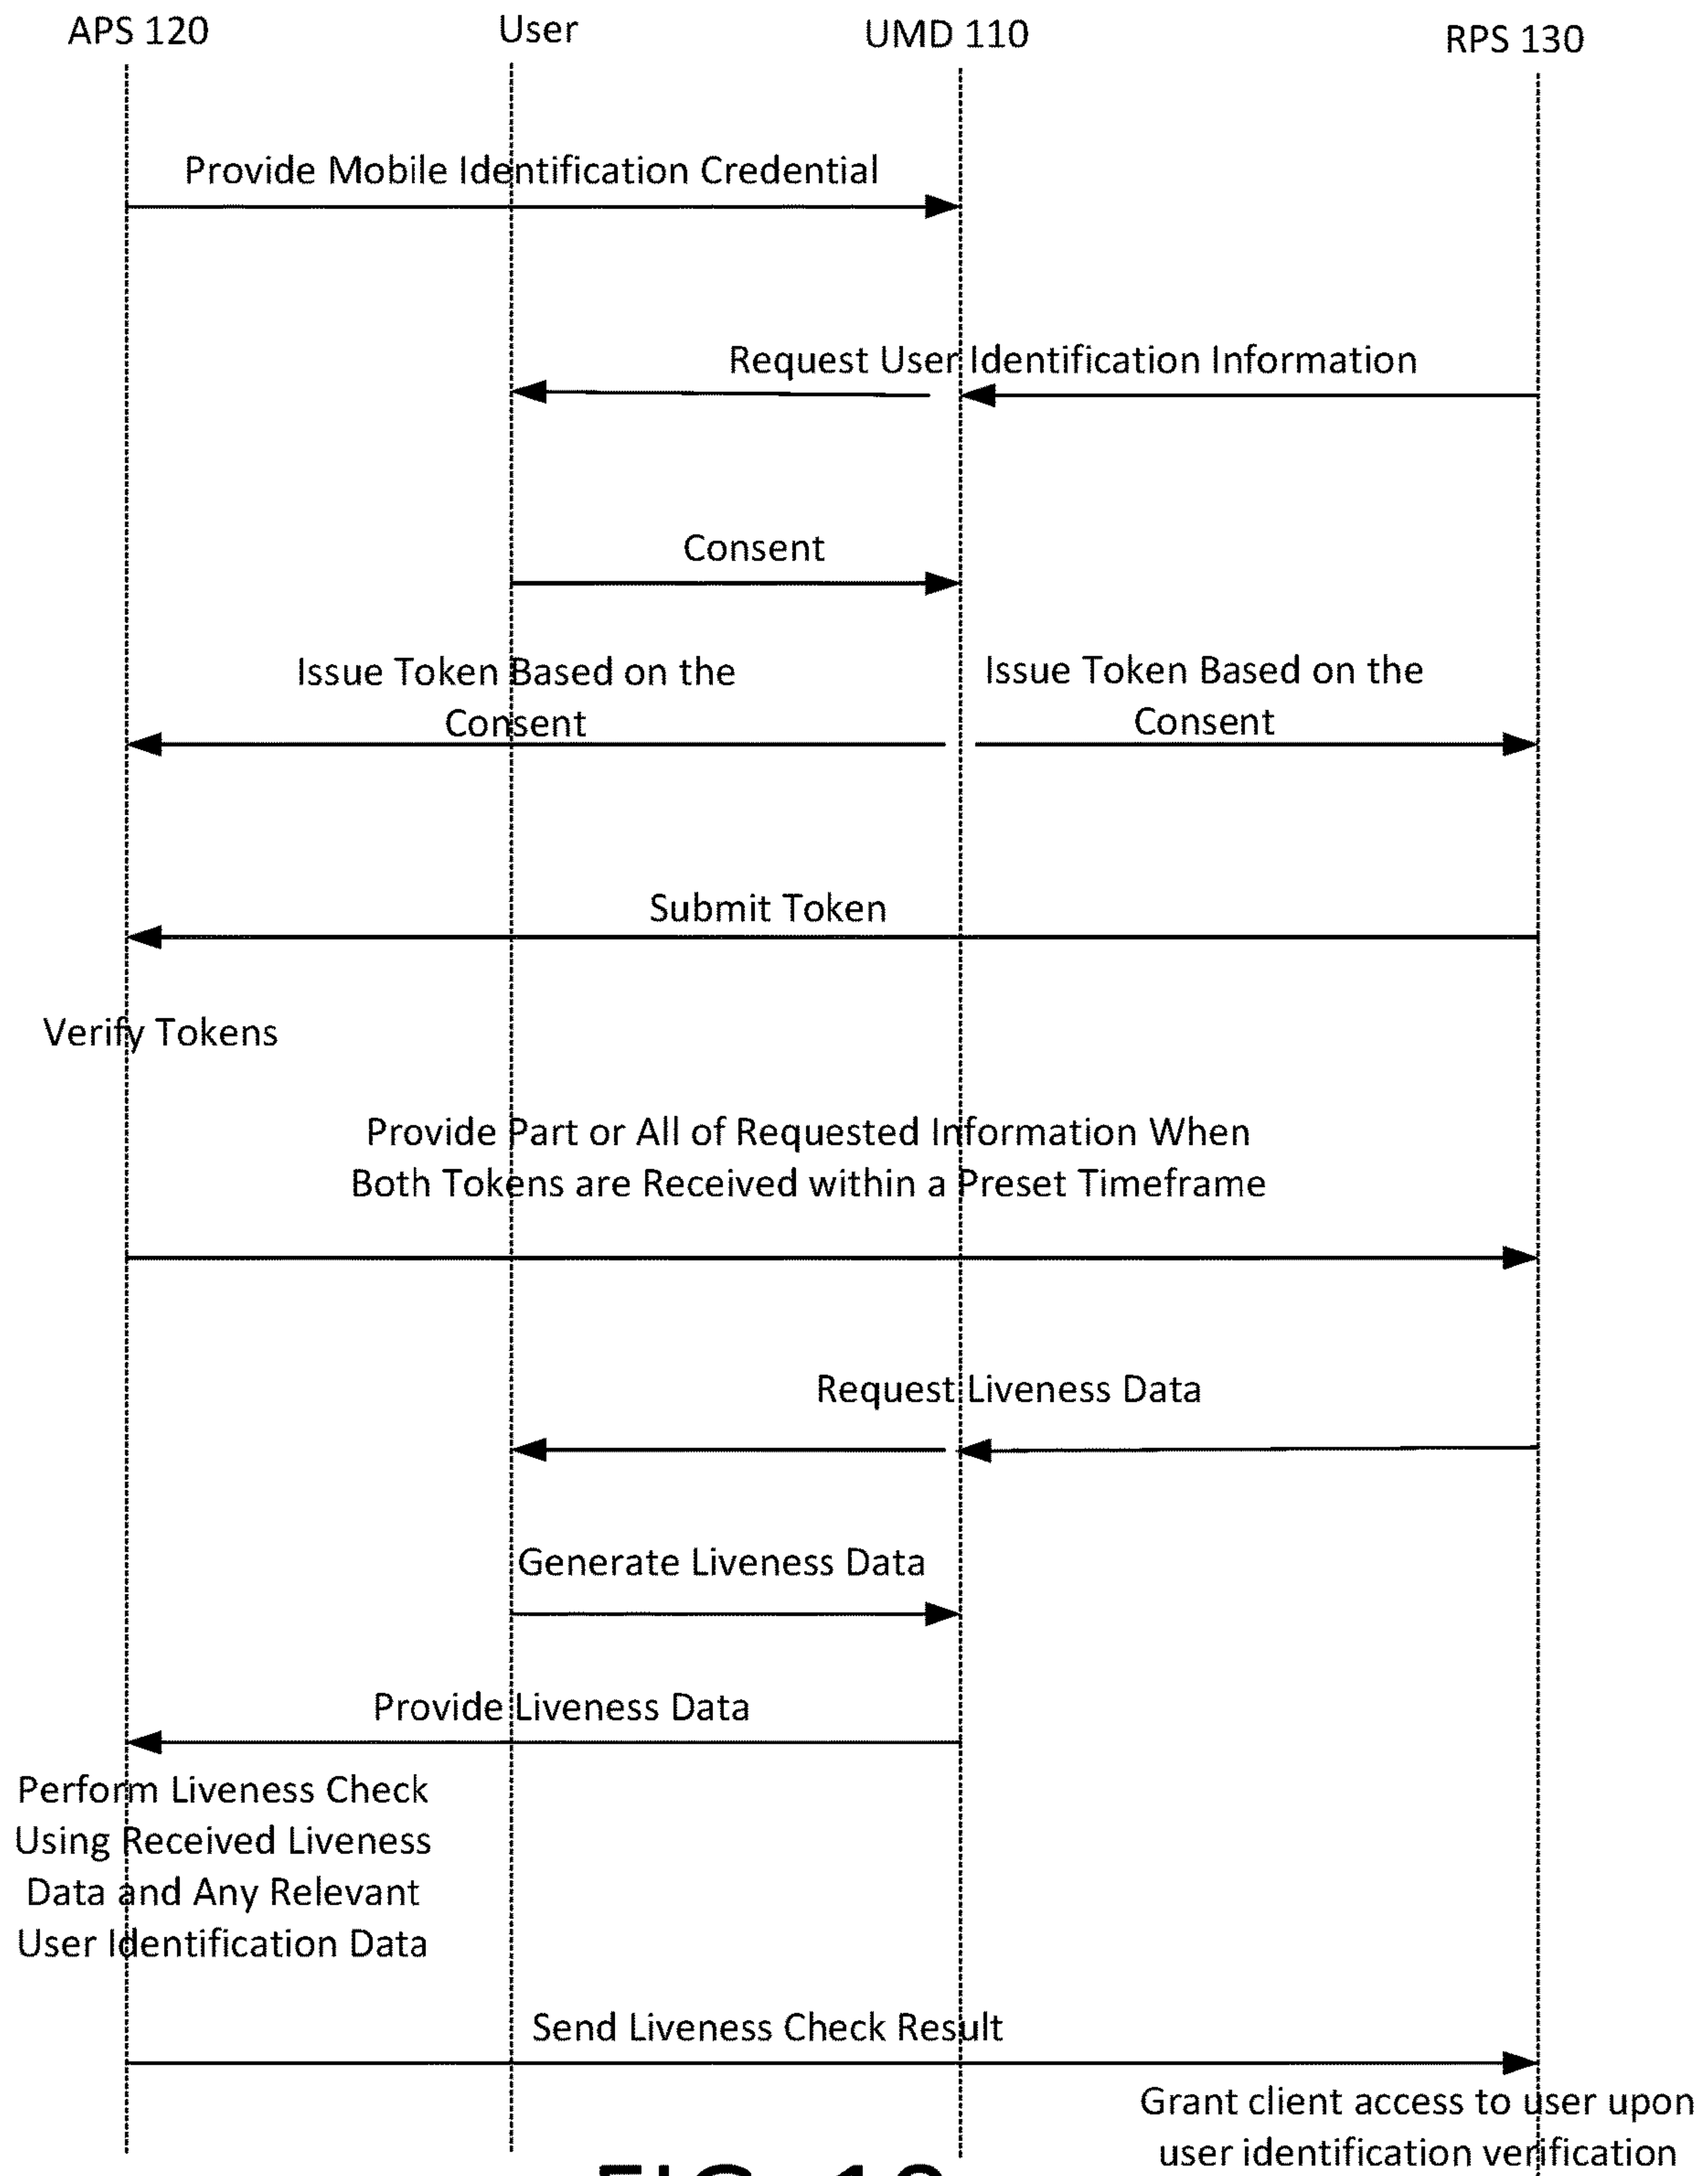 APS 120
User
UMD 110
RPS 130
Provide Mobile Identification Credential
Request User Identification Information
Consent
Issue Token Based on the
Consent
Issue Token Based on the
Consent
Submit Token
Verify Tokens
Provide Part or All of Requested Information When
Both Tokens are Received within a Preset Timeframe
Request Liveness Data
Generate Liveness Data
Provide Liveness Data
Perform Liveness Check
Using Received Liveness
Data and Any Relevant
User Identification Data
Send Liveness Check Result
Grant client access to user upon
user identification verification